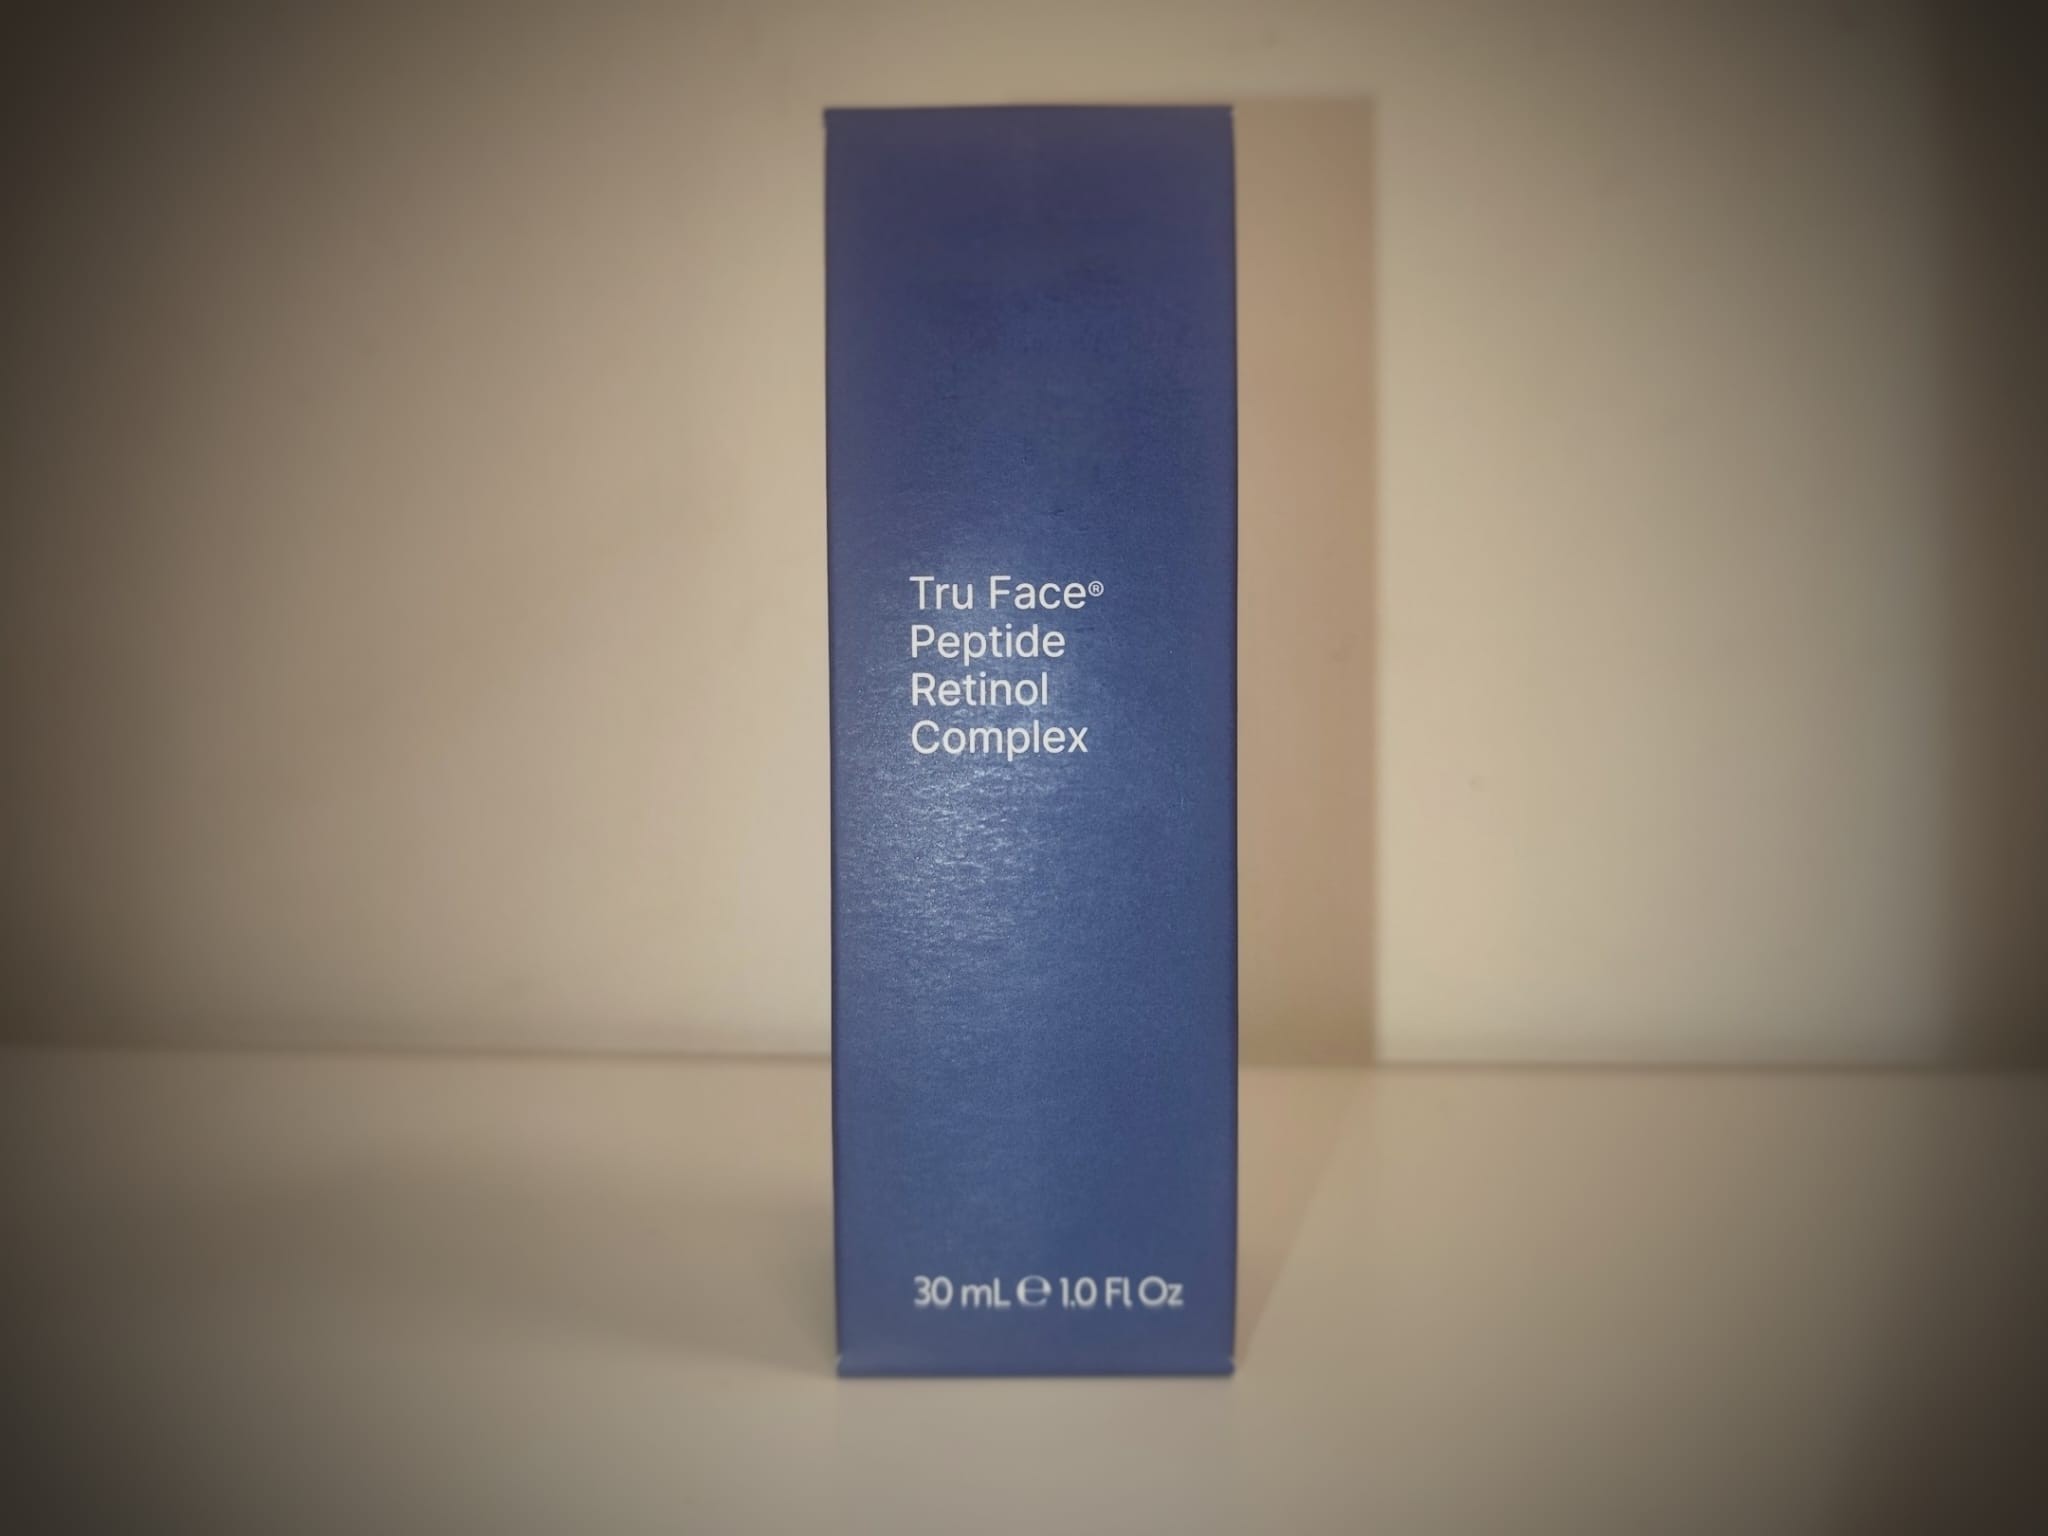 Tru Face®
Peptide
Retinol
Complex
30 mL ℮ 1.0 Fl Oz